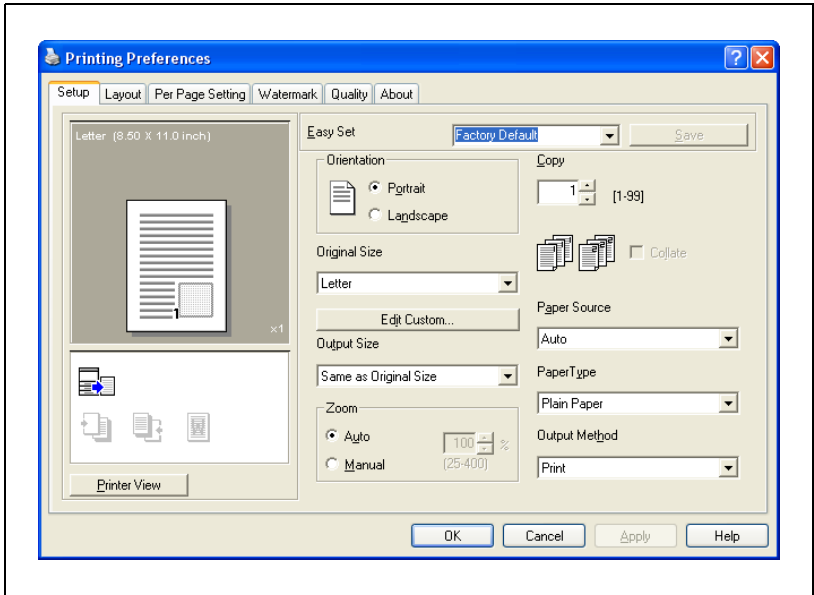 Printing Preferences
Setup Layout Per Page Setting Watermark Quality About
Letter (8.50 X 11.0 inch)
1
x1
Printer View
Easy Set Factory Default Save
Orientation
Portrait
Landscape
Original Size
Letter
Edit Custom...
Output Size
Same as Original Size
Zoom
Auto
Manual
100 %
(25-400)
Copy
1 [1-99]
Collate
Paper Source
Auto
PaperType
Plain Paper
Output Method
Print
OK Cancel Apply Help